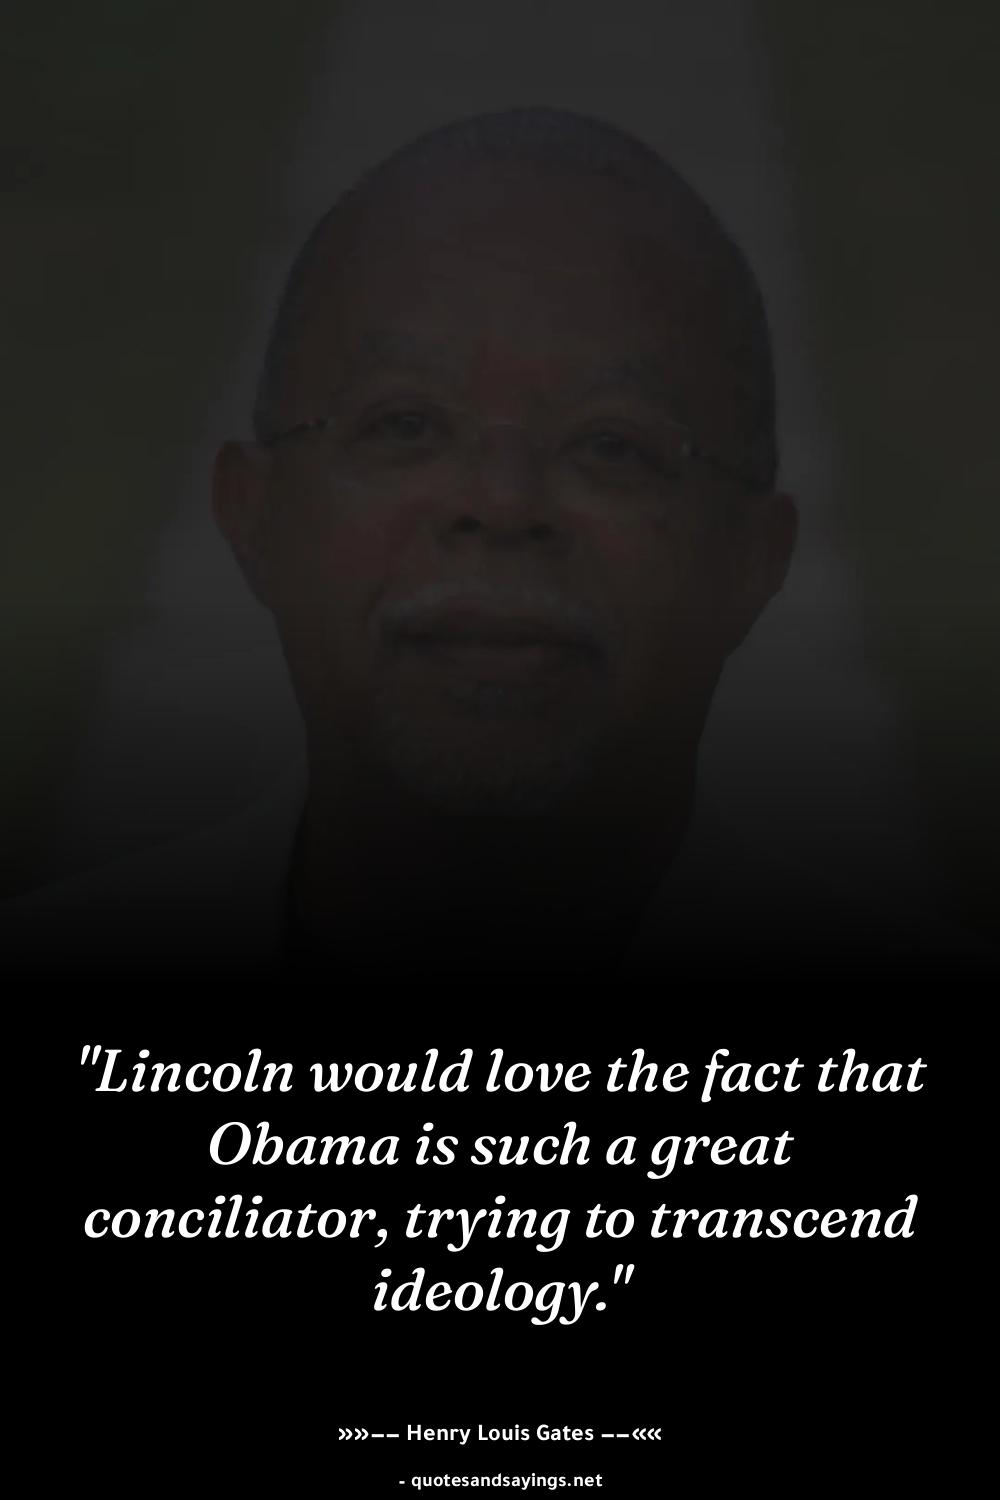 "Lincoln would love the fact that
Obama is such a great
conciliator, trying to transcend
ideology."
»»–– Henry Louis Gates ––««
- quotesandsayings.net